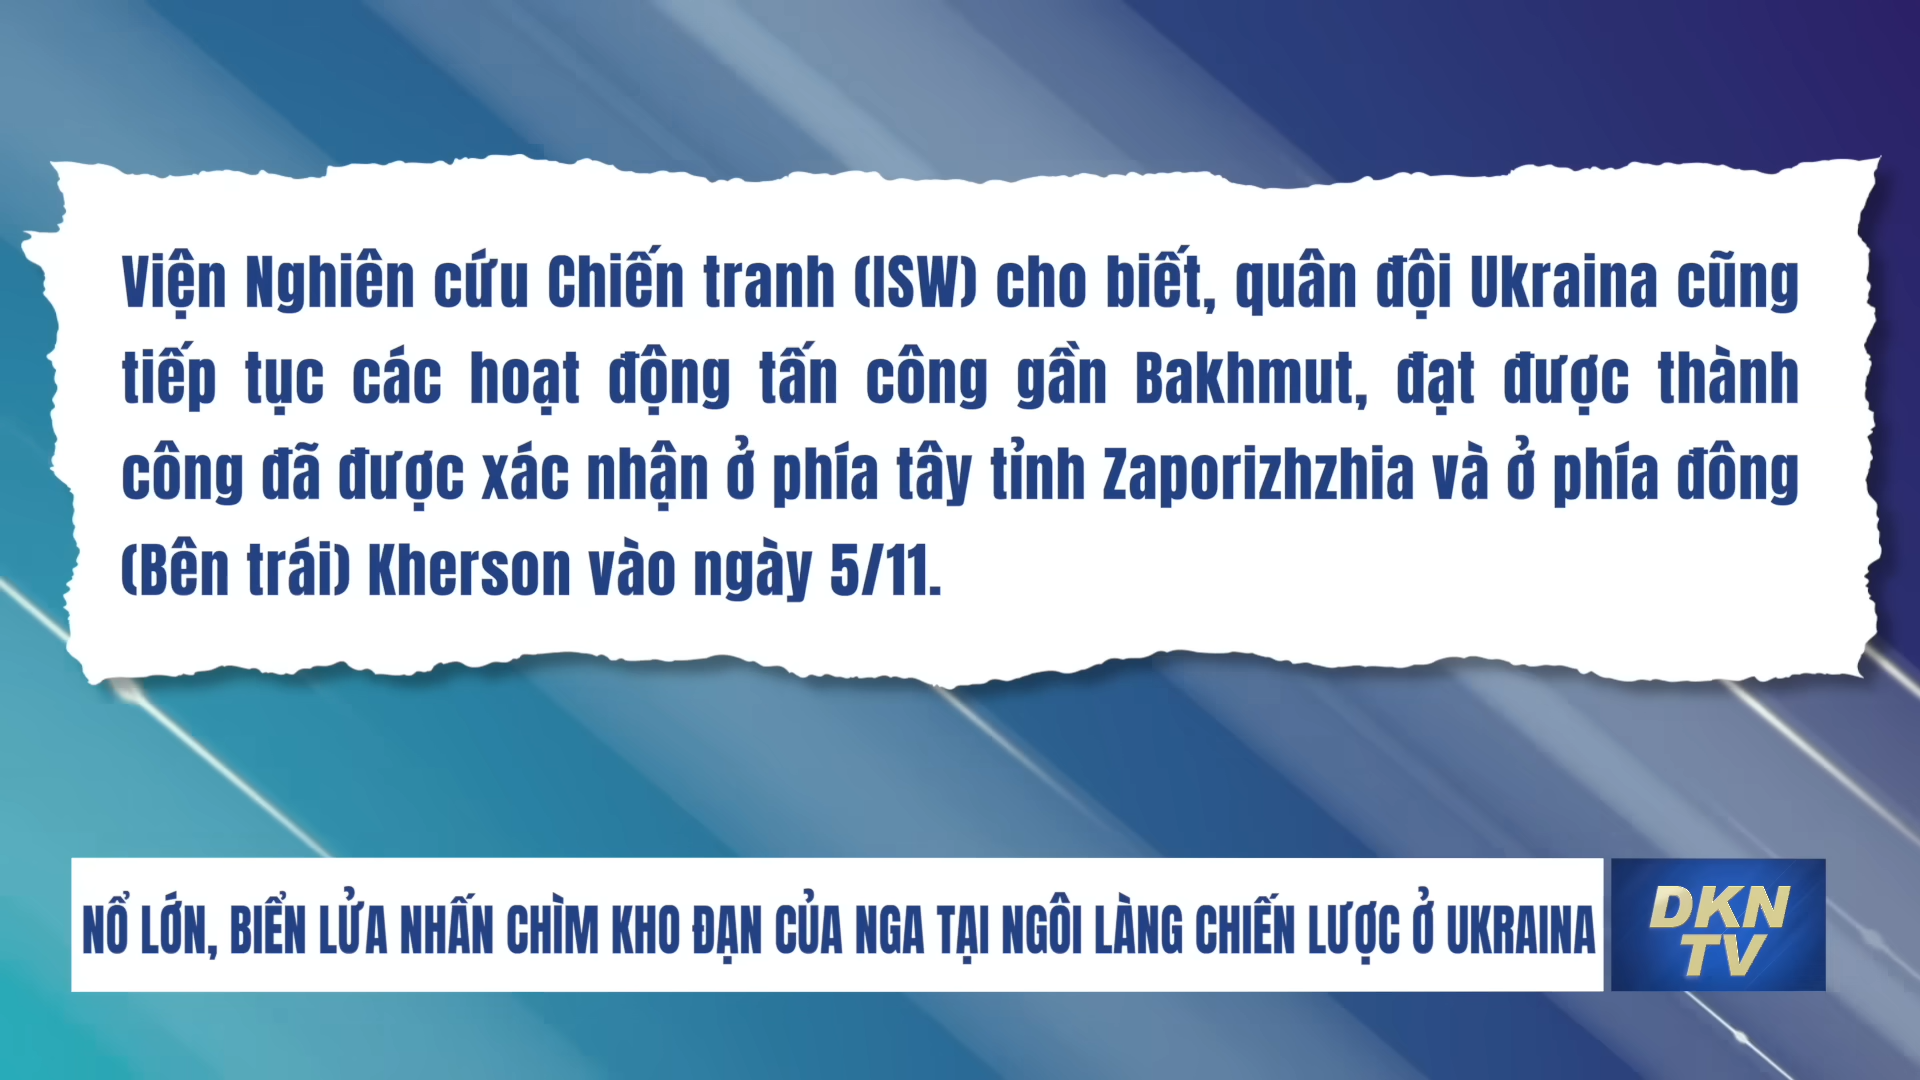 Viện Nghiên cứu Chiến tranh (ISW) cho biết, quân đội Ukraina cũng
tiếp tục các hoạt động tấn công gần Bakhmut, đạt được thành
công đã được xác nhận ở phía tây tỉnh Zaporizhzhia và ở phía đông
(Bên trái) Kherson vào ngày 5/11.
NỔ LỚN, BIỂN LỬA NHẤN CHÌM KHO ĐẠN CỦA NGA TẠI NGÔI LÀNG CHIẾN LƯỢC Ở UKRAINA
DKN
TV